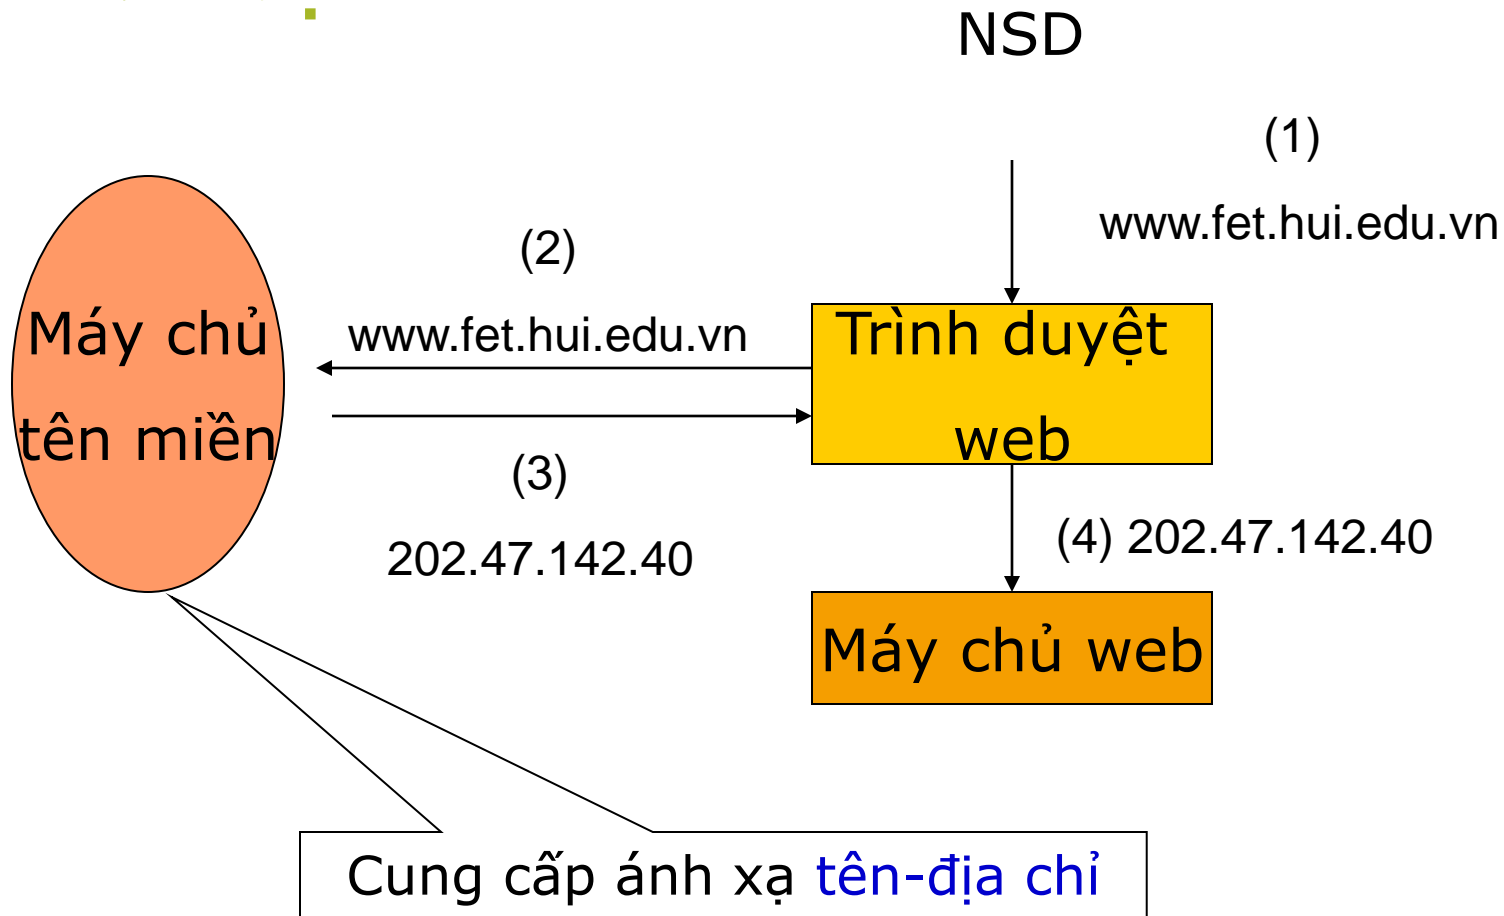 NSD
(1)
www.fet.hui.edu.vn
(2)
www.fet.hui.edu.vn
Máy chủ
tên miền
Trình duyệt
web
(3)
202.47.142.40
(4) 202.47.142.40
Máy chủ web
Cung cấp ánh xạ tên-địa chỉ